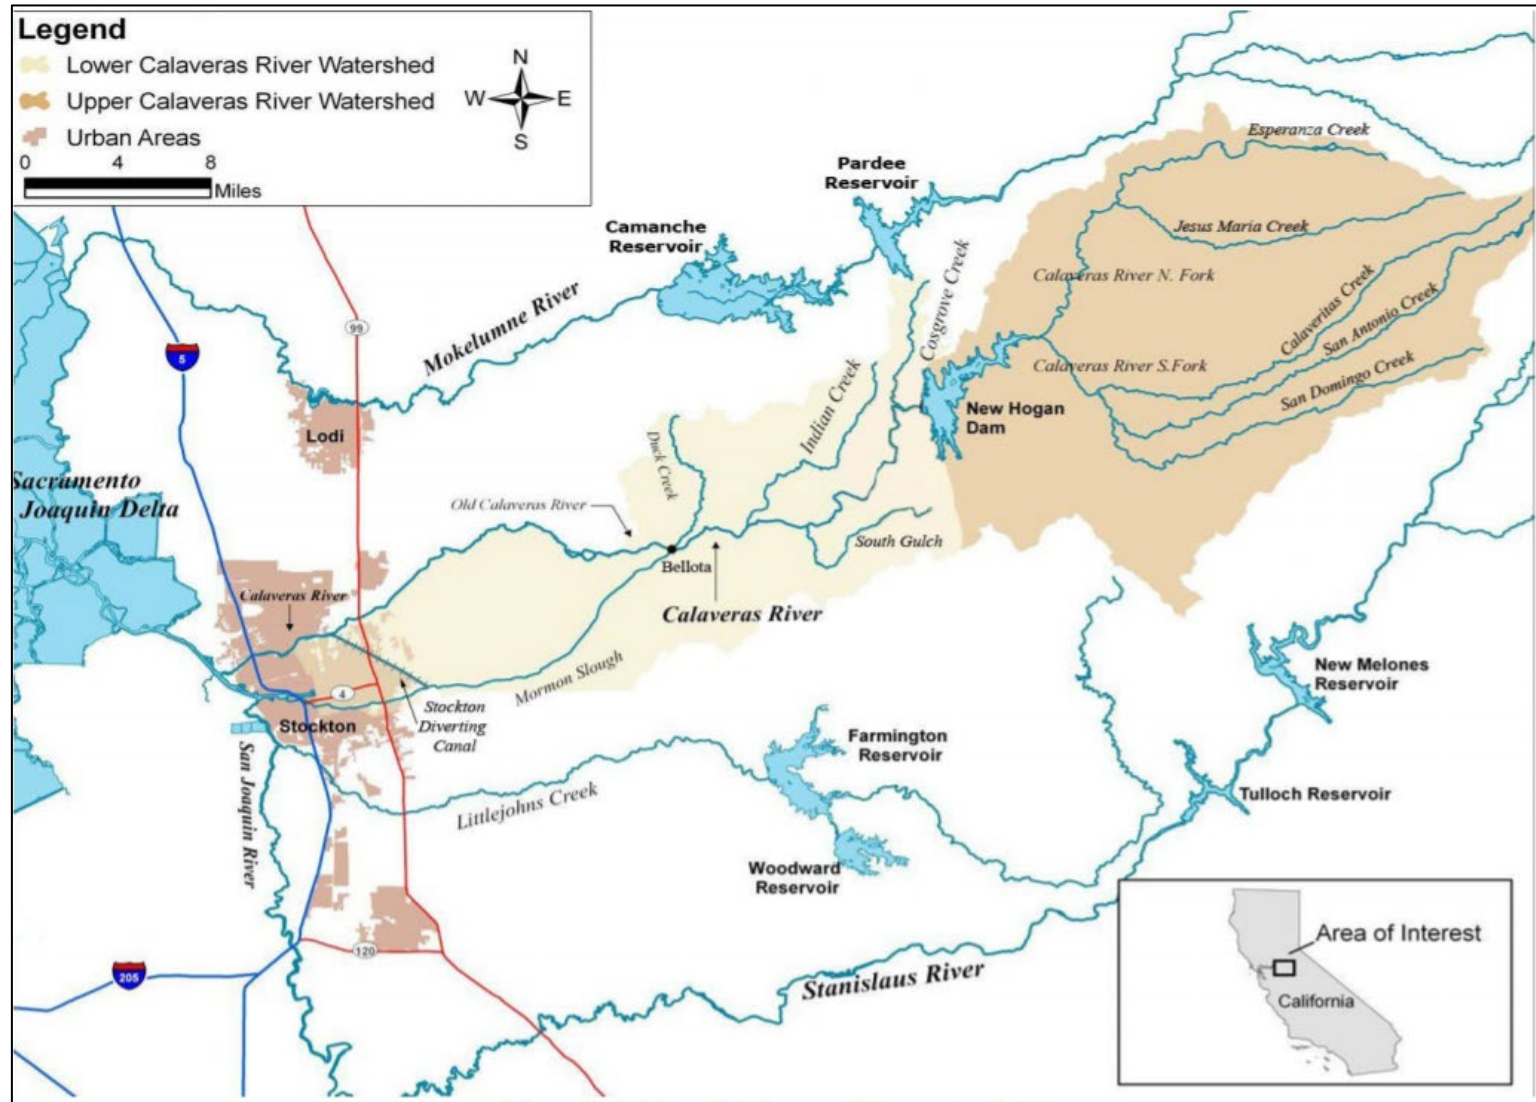 Legend
Lower Calaveras River Watershed
Upper Calaveras River Watershed
Urban Areas
0 4 8
Miles
N
W E
S
Esperanza Creek
Pardee
Reservoir
Camanche
Reservoir
Jesus Maria Creek
Cosgrove Creek
Calaveras River N. Fork
Calaveritas Creek
San Antonio Creek
Mokelumne River
99
5
Calaveras River S.Fork
San Domingo Creek
Indian Creek
New Hogan
Dam
Lodi
Duck Creek
Sacramento
Joaquin Delta
Old Calaveras River
South Gulch
Bellota
Calaveras River
Calaveras River
Mormon Slough
New Melones
Reservoir
4
Stockton
Diverting
Canal
Stockton
Farmington
Reservoir
San Joaquin River
Littlejohns Creek
Tulloch Reservoir
Woodward
Reservoir
Area of Interest
California
120
205
Stanislaus River